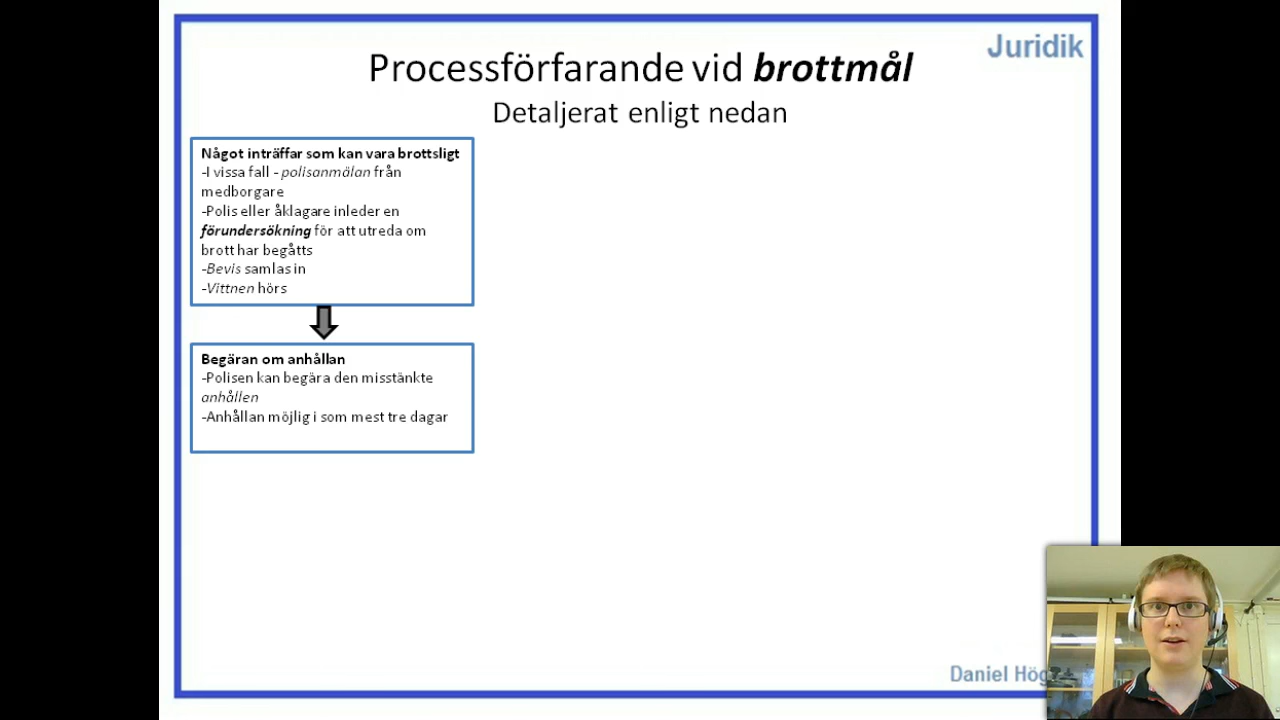 Juridik
Processförfarande vid brottmål
Detaljerat enligt nedan
Något inträffar som kan vara brottsligt
-I vissa fall - polisanmälan från
medborgare
-Polis eller åklagare inleder en
förundersökning för att utreda om
brott har begåtts
-Bevis samlas in
-Vittnen hörs
Begäran om anhållan
-Polisen kan begära den misstänkte
anhållen
-Anhållan möjlig i som mest tre dagar
Daniel